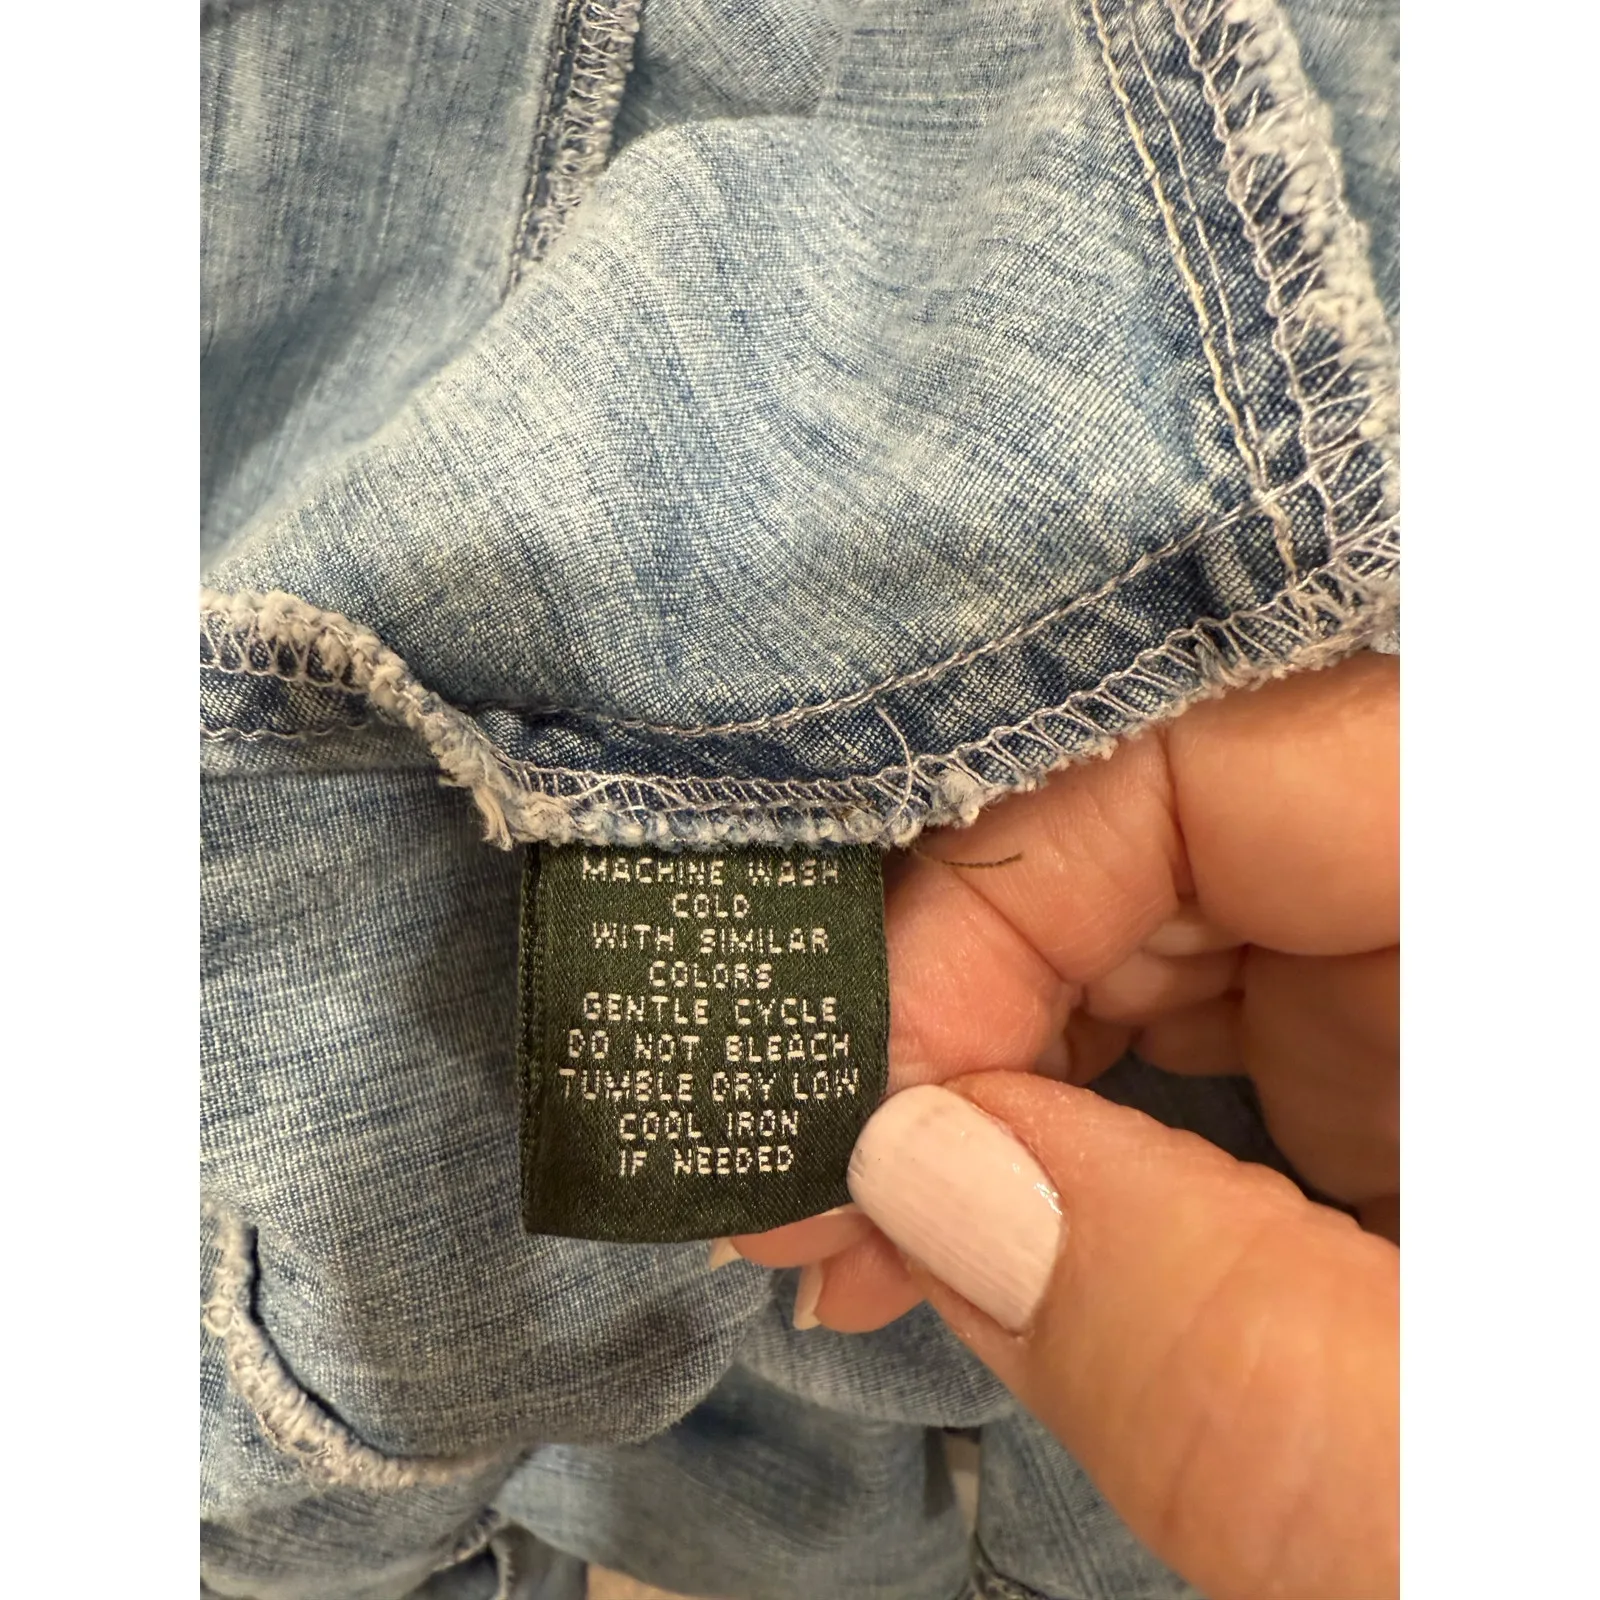 MACHINE WASH
COLD
WITH SIMILAR
COLORS
GENTLE CYCLE
DO NOT BLEACH
TUMBLE DRY LOW
COOL IRON
IF NEEDED